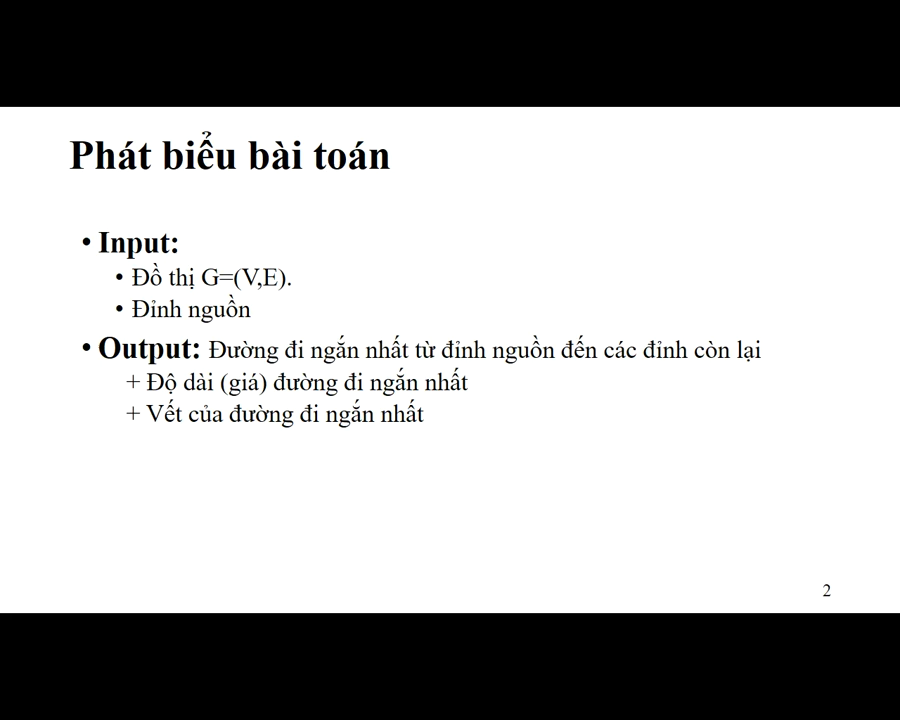 Phát biểu bài toán
• Input:
• Đồ thị G=(V,E).
• Đỉnh nguồn
• Output: Đường đi ngắn nhất từ đỉnh nguồn đến các đỉnh còn lại
+ Độ dài (giá) đường đi ngắn nhất
+ Vết của đường đi ngắn nhất
2